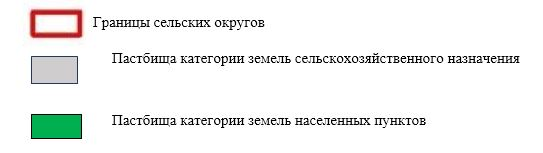 Границы сельских округов
Пастбища категории земель сельскохозяйственного назначения
Пастбища категории земель населенных пунктов